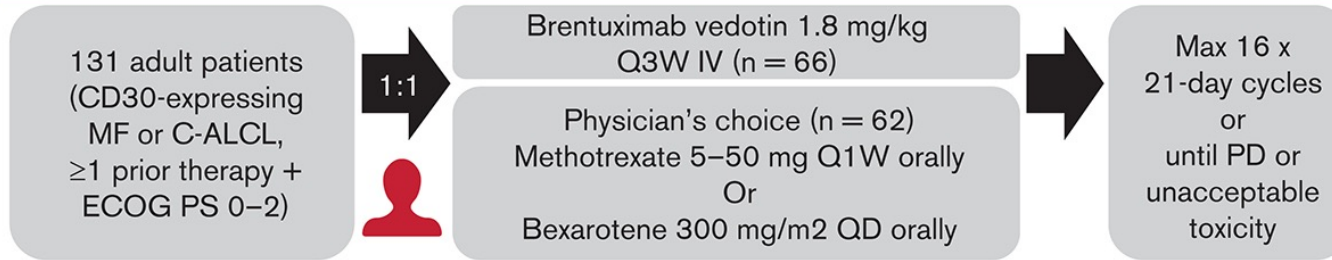 131 adult patients
(CD30-expressing
MF or C-ALCL,
≥1 prior therapy +
ECOG PS 0–2)
1:1
Brentuximab vedotin 1.8 mg/kg
Q3W IV (n = 66)
Physician’s choice (n = 62)
Methotrexate 5–50 mg Q1W orally
Or
Bexarotene 300 mg/m2 QD orally
Max 16 x
21-day cycles
or
until PD or
unacceptable
toxicity